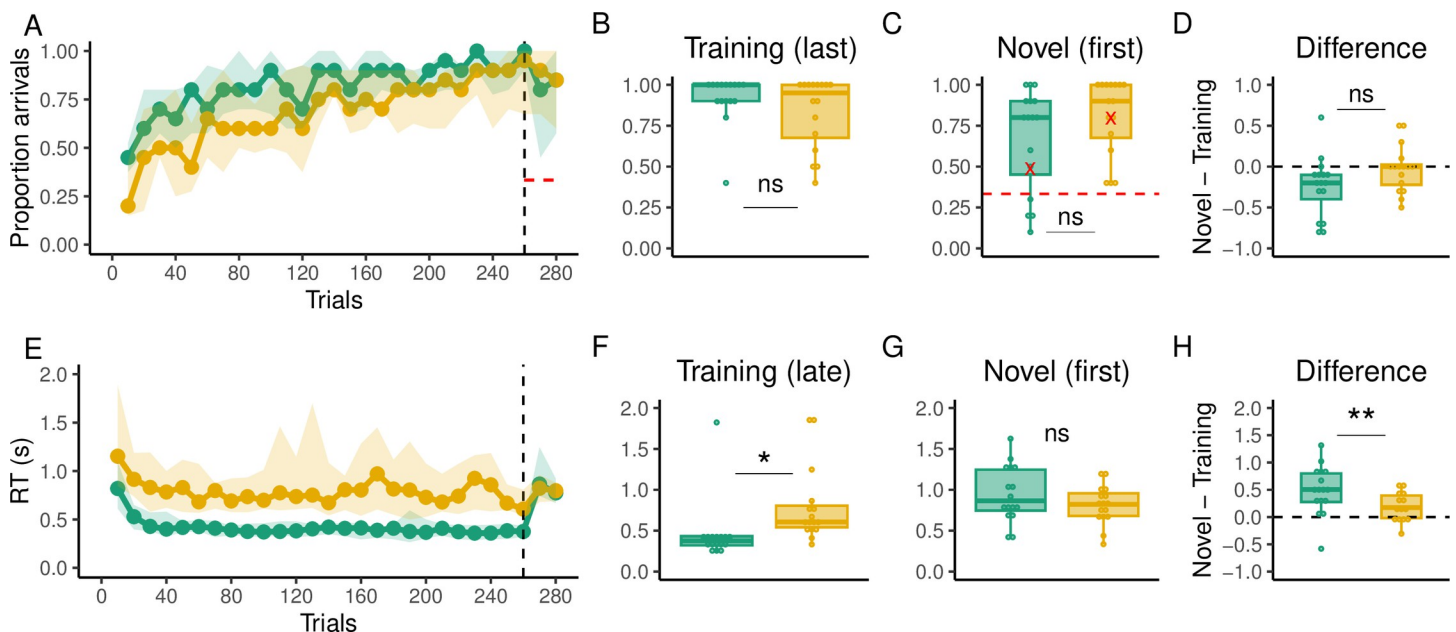 A
Proportion arrivals
1.00
0.75
0.50
0.25
0.00
0
40
80
120
160
200
240
280
Trials
B
Training (last)
1.00
0.75
0.50
0.25
0.00
ns
C
Novel (first)
1.00
0.75
0.50
0.25
0.00
X
X
ns
D
Difference
Novel − Training
1.0
0.5
0.0
−0.5
−1.0
ns
E
RT (s)
2.0
1.5
1.0
0.5
0.0
0
40
80
120
160
200
240
280
Trials
F
Training (late)
2.0
1.5
1.0
0.5
0.0
*
G
Novel (first)
2.0
1.5
1.0
0.5
0.0
ns
H
Difference
Novel − Training
2.0
1.5
1.0
0.5
0.0
−0.5
−1.0
**